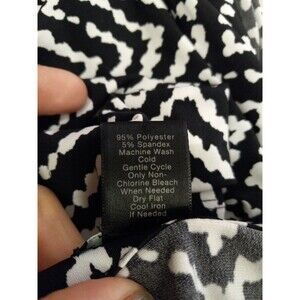 95% Polyester
5% Spandex
Machine Wash
Cold
Gentle Cycle
Only Non-
Chlorine Bleach
When Needed
Dry Flat
Cool Iron
If Needed